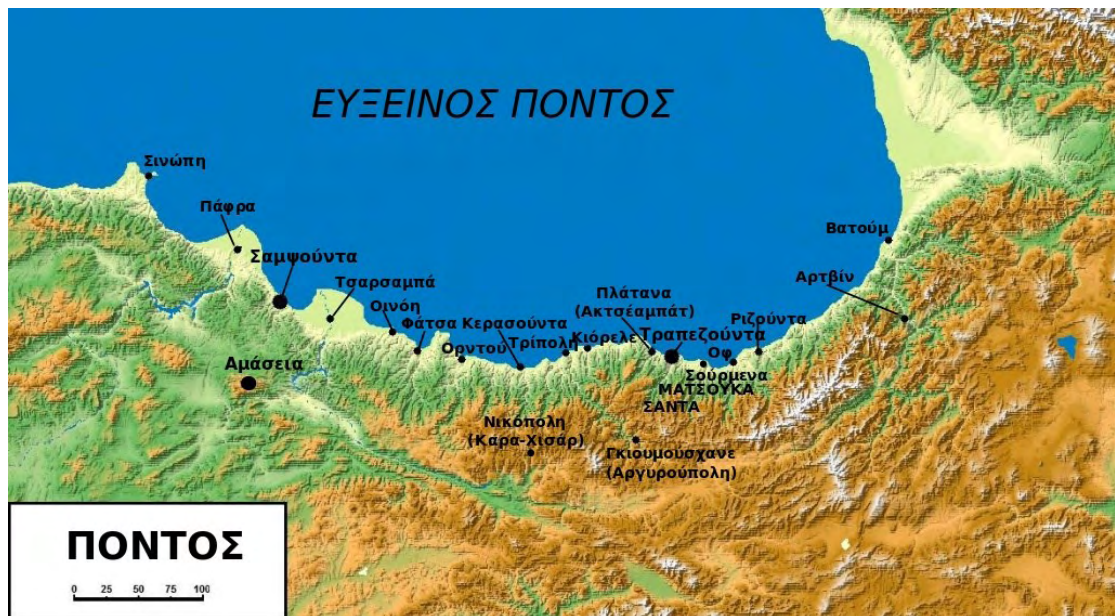 ΕΥΞΕΙΝΟΣ ΠΟΝΤΟΣ
Σινώπη
Πάφρα
Σαμψούντα
Τσαρσαμπά
Οινόη
Φάτσα
Ορντού
Κερασούντα
Τρίπολη
Κιόρελε
Πλάτανα
(Ακτσέαμπάτ)
Τραπεζούντα
Σούρμενα
Οφ
Ριζούντα
Βατούμ
Αρτβίν
Αμάσεια
ΜΑΤΣΟΥΚΑ
ΣΑΝΤΑ
Νικόπολη
(Καρα-Χισάρ)
Γκιουμουσχανε
(Αργυρούπολη)
ΠΟΝΤΟΣ
0 25 50 75 100